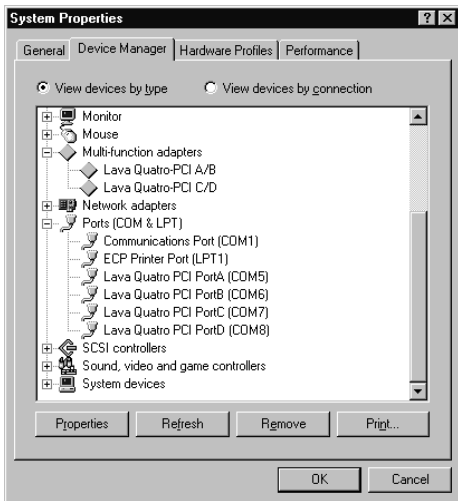 System Properties
General Device Manager Hardware Profiles Performance
View devices by type View devices by connection
Monitor
Mouse
Multi-function adapters
Lava Quatro-PCI A/B
Lava Quatro-PCI C/D
Network adapters
Ports (COM & LPT)
Communications Port (COM1)
ECP Printer Port (LPT1)
Lava Quatro PCI PortA (COM5)
Lava Quatro PCI PortB (COM6)
Lava Quatro PCI PortC (COM7)
Lava Quatro PCI PortD (COM8)
SCSI controllers
Sound, video and game controllers
System devices
Properties Refresh Remove Print...
OK Cancel